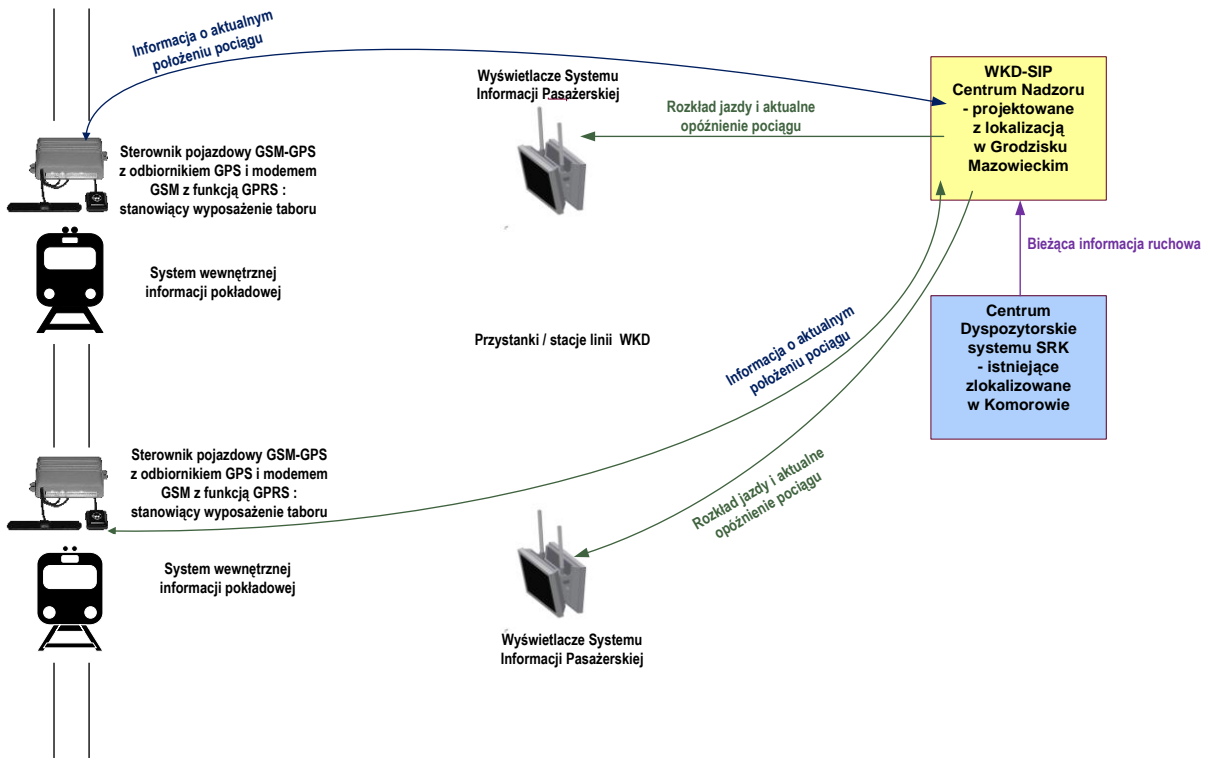 Informacja o aktualnym
położeniu pociągu
Wyświetlacze Systemu
Informacji Pasażerskiej
Rozkład jazdy i aktualne
opóźnienie pociągu
WKD-SIP
Centrum Nadzoru
- projektowane
z lokalizacją
w Grodzisku
Mazowieckim
Sterownik pojazdowy GSM-GPS
z odbiornikiem GPS i modemem
GSM z funkcją GPRS :
stanowiący wyposażenie taboru
Bieżąca informacja ruchowa
System wewnętrznej
informacji pokładowej
Centrum
Dyspozytorskie
systemu SRK
- istniejące
zlokalizowane
w Komorowie
Przystanki / stacje linii WKD
Informacja o aktualnym
położeniu pociągu
Sterownik pojazdowy GSM-GPS
z odbiornikiem GPS i modemem
GSM z funkcją GPRS :
stanowiący wyposażenie taboru
Rozkład jazdy i aktualne
opóźnienie pociągu
System wewnętrznej
informacji pokładowej
Wyświetlacze Systemu
Informacji Pasażerskiej